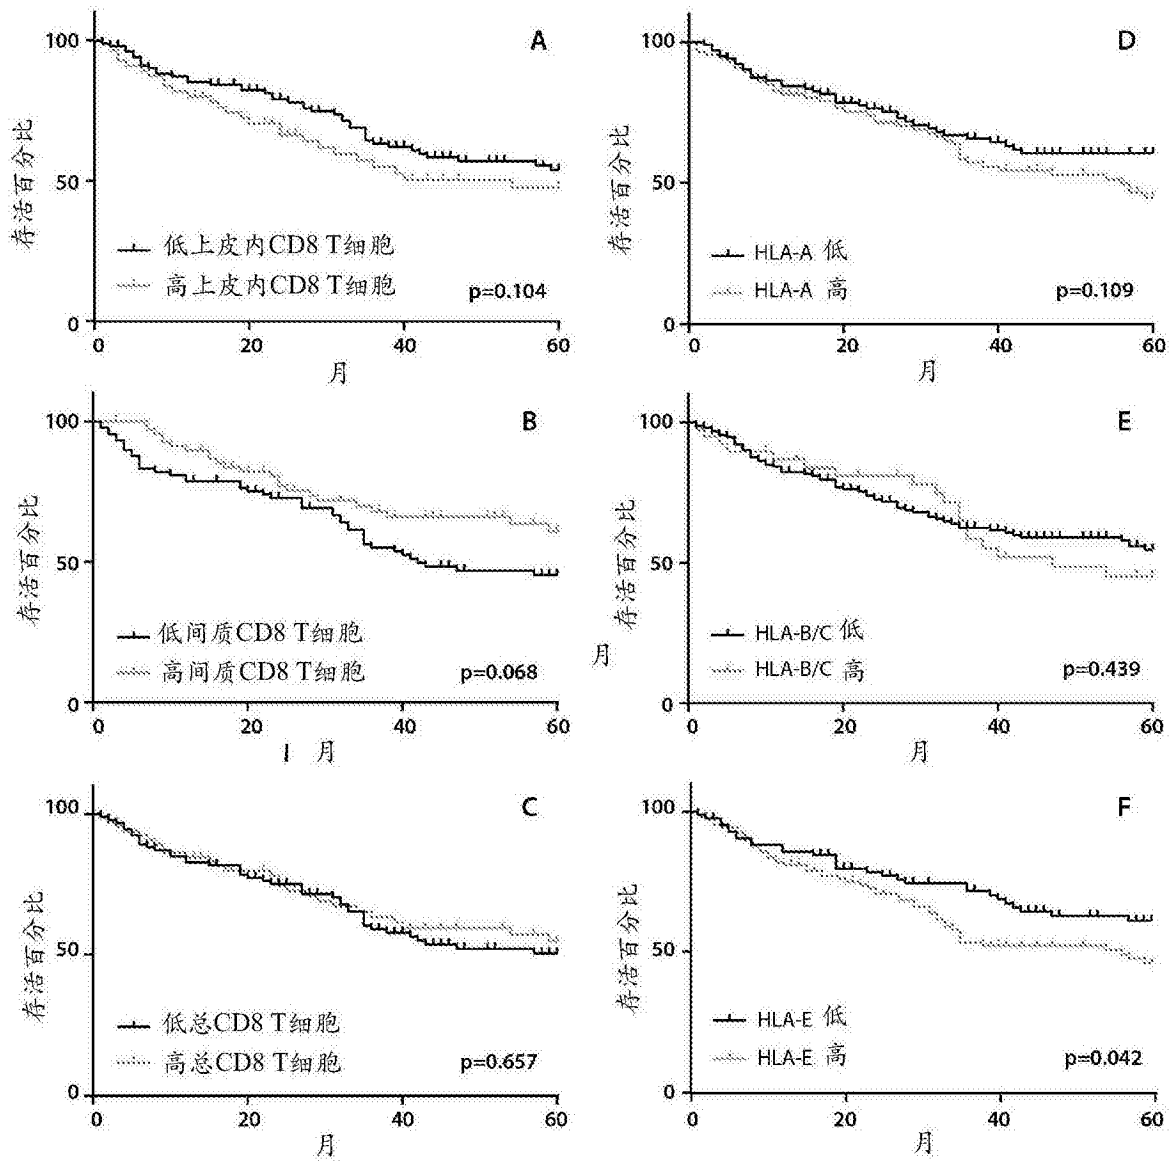 A
100
50
0
存活百分比
低上皮内CD8 T细胞
高上皮内CD8 T细胞
p=0.104
0 20 40 60
月
D
100
50
0
存活百分比
HLA-A 低
HLA-A 高
p=0.109
0 20 40 60
月
B
100
50
0
存活百分比
低间质CD8 T细胞
高间质CD8 T细胞
p=0.068
0 20 40 60
月
E
100
50
0
存活百分比
HLA-B/C 低
HLA-B/C 高
p=0.439
月
0 20 40 60
月
C
100
50
0
存活百分比
低总CD8 T细胞
高总CD8 T细胞
p=0.657
0 20 40 60
月
F
100
50
0
存活百分比
HLA-E 低
HLA-E 高
p=0.042
0 20 40 60
月